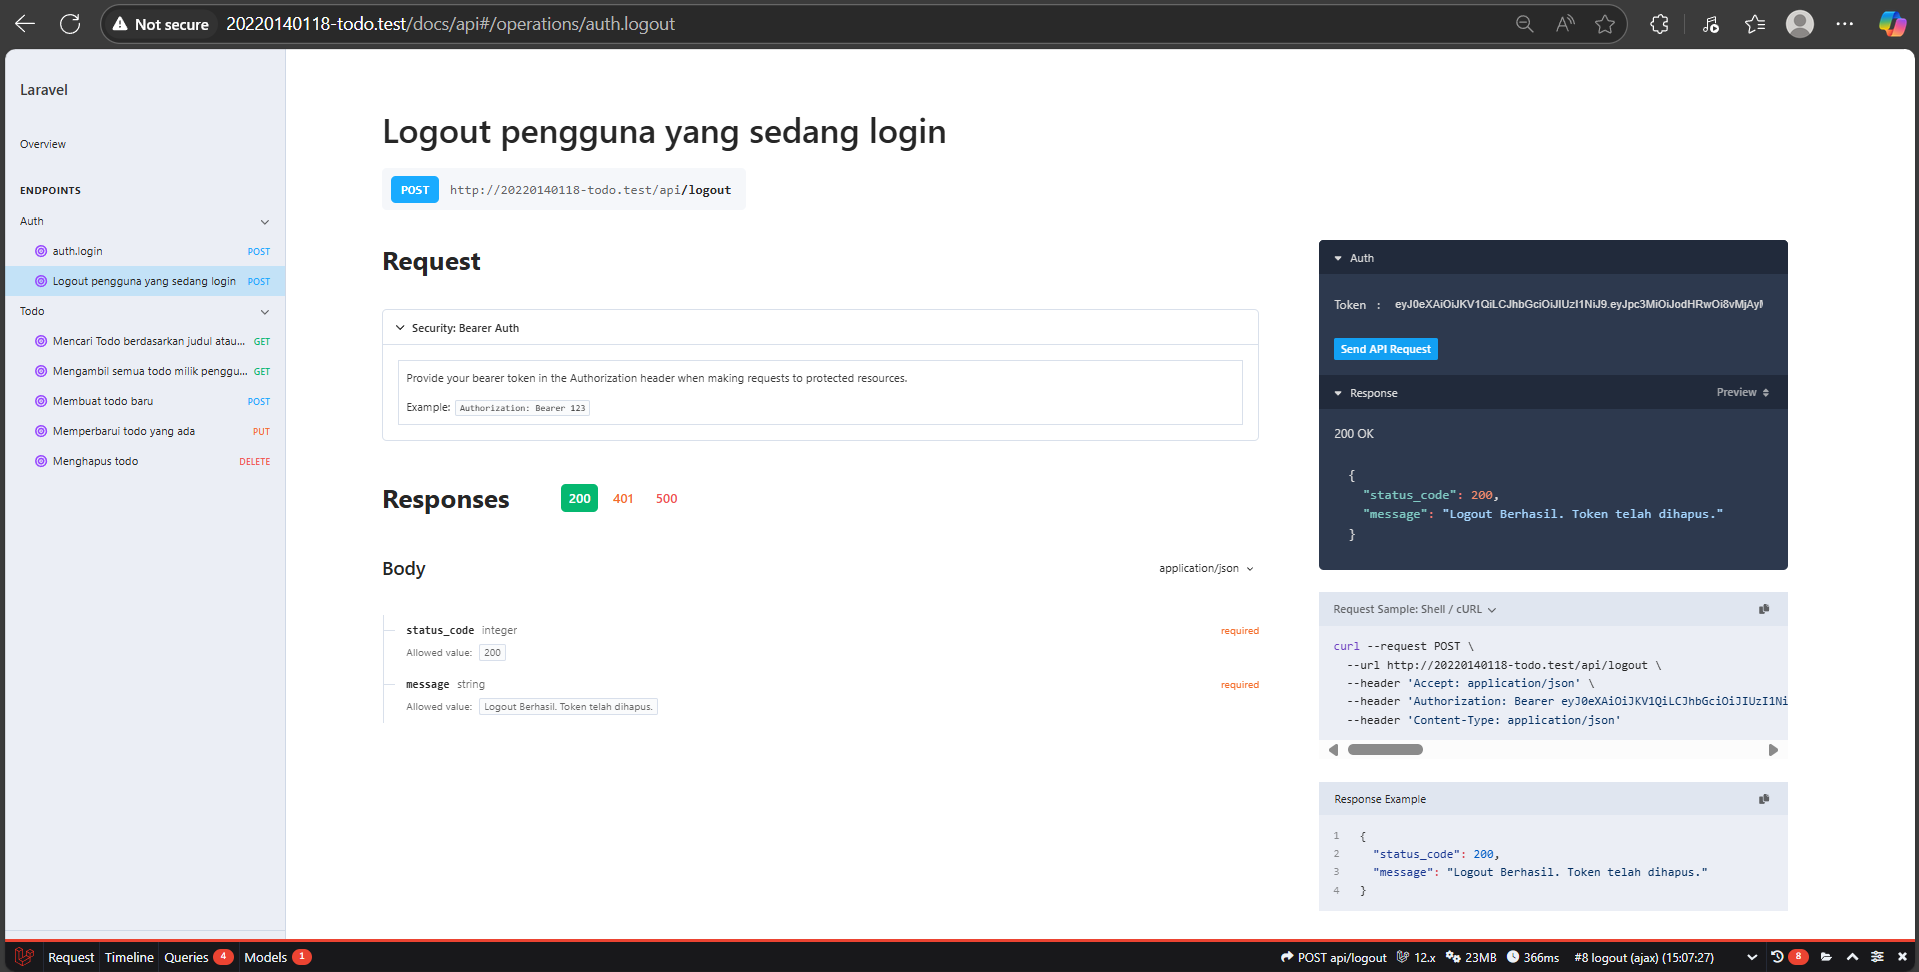 Not secure
20220140118-todo.test/docs/api#/operations/auth.logout
Laravel
Overview
ENDPOINTS
Auth
auth.login POST
Logout pengguna yang sedang login POST
Todo
Mencari Todo berdasarkan judul atau... GET
Mengambil semua todo milik penggu... GET
Membuat todo baru POST
Memperbarui todo yang ada PUT
Menghapus todo DELETE
Logout pengguna yang sedang login
POST http://20220140118-todo.test/api/logout
Request
Security: Bearer Auth
Provide your bearer token in the Authorization header when making requests to protected resources.
Example: Authorization: Bearer 123
Responses 200 401 500
Body application/json
status_code integer required
Allowed value: 200
message string required
Allowed value: Logout Berhasil. Token telah dihapus.
Auth
Token : eyJ0eXAiOiJKV1QiLCJhbGciOiJIUzI1NiJ9.eyJpc3MiOiJodHRwOi8vMjAyM
Send API Request
Response Preview
200 OK
{
"status_code": 200,
"message": "Logout Berhasil. Token telah dihapus."
}
Request Sample: Shell / cURL
curl --request POST \
--url http://20220140118-todo.test/api/logout \
--header 'Accept: application/json' \
--header 'Authorization: Bearer eyJ0eXAiOiJKV1QiLCJhbGciOiJIUzI1Ni
--header 'Content-Type: application/json'
Response Example
1 {
2 "status_code": 200,
3 "message": "Logout Berhasil. Token telah dihapus."
4 }
Request Timeline Queries 4 Models 1
POST api/logout 12.x 23MB 366ms #8 logout (ajax) (15:07:27) 8